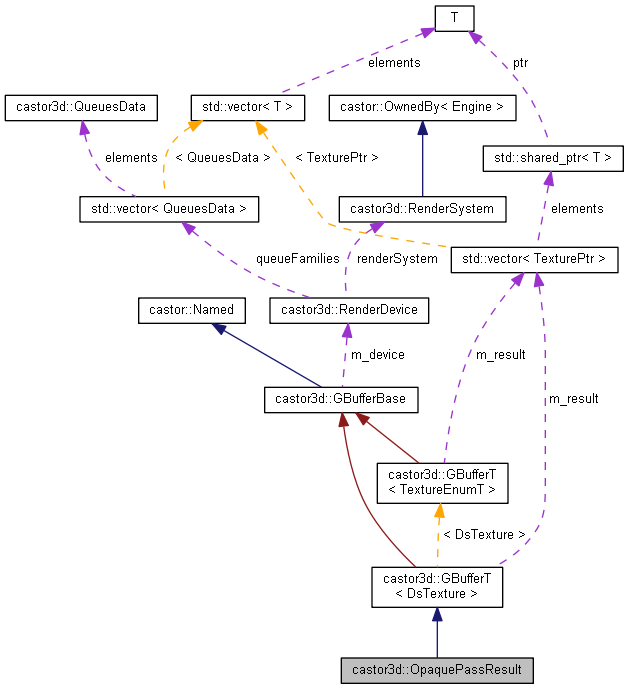 T
elements
ptr
castor3d::QueuesData
std::vector< T >
castor::OwnedBy< Engine >
elements
< QueuesData >
< TexturePtr >
std::shared_ptr< T >
std::vector< QueuesData >
castor3d::RenderSystem
elements
queueFamilies
renderSystem
std::vector< TexturePtr >
castor::Named
castor3d::RenderDevice
m_device
m_result
castor3d::GBufferBase
m_result
castor3d::GBufferT
< TextureEnumT >
< DsTexture >
castor3d::GBufferT
< DsTexture >
castor3d::OpaquePassResult